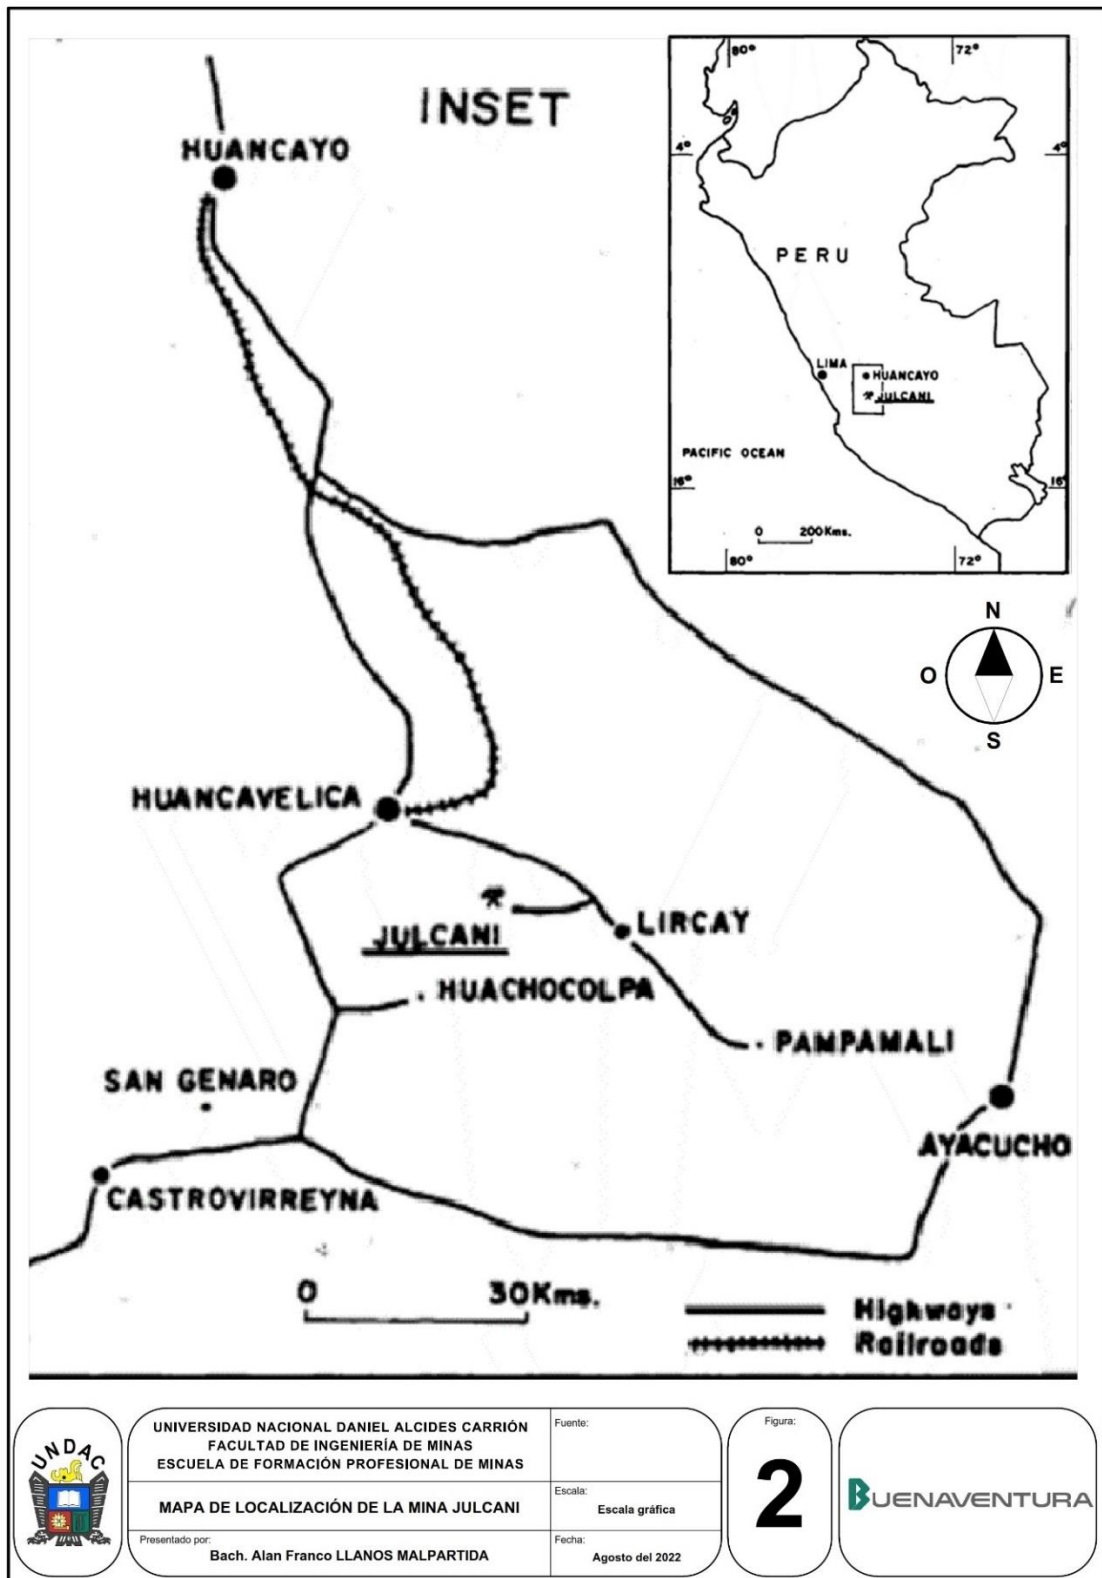 INSET
HUANCAYO
HUANCAVELICA
JULCANI
LIRCAY
HUACHOCOLPA
PAMPAMALI
SAN GENARO
AYACUCHO
CASTROVIRREYNA
0 30Kms.
Highways
Railroads
80° 72°
4° 4°
PERU
LIMA
HUANCAYO
JULCANI
PACIFIC OCEAN
16° 16°
0 200Kms.
80° 72°
N
O E
S
UNDAC
UNIVERSIDAD NACIONAL DANIEL ALCIDES CARRIÓN
FACULTAD DE INGENIERÍA DE MINAS
ESCUELA DE FORMACIÓN PROFESIONAL DE MINAS
MAPA DE LOCALIZACIÓN DE LA MINA JULCANI
Presentado por:
Bach. Alan Franco LLANOS MALPARTIDA
Fuente:
Escala:
Escala gráfica
Fecha:
Agosto del 2022
Figura:
2
BUENAVENTURA